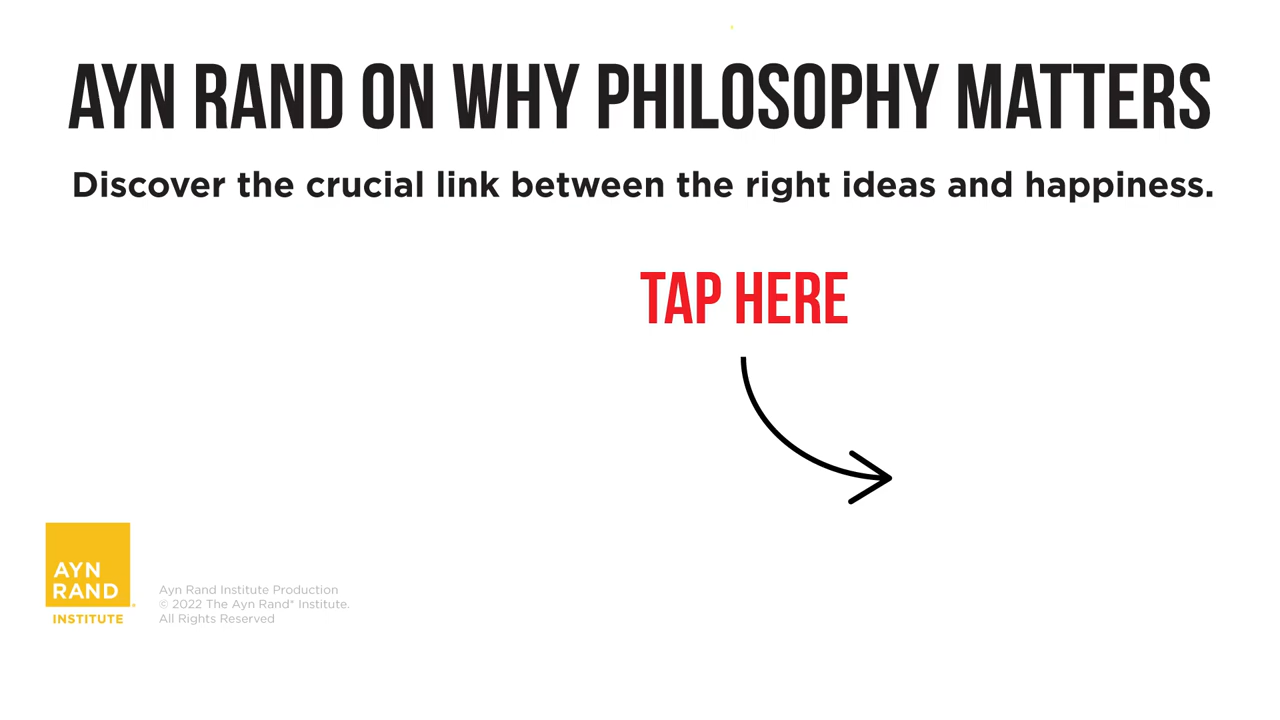 AYN RAND ON WHY PHILOSOPHY MATTERS
Discover the crucial link between the right ideas and happiness.
TAP HERE
AYN
RAND
INSTITUTE
Ayn Rand Institute Production
© 2022 The Ayn Rand® Institute.
All Rights Reserved